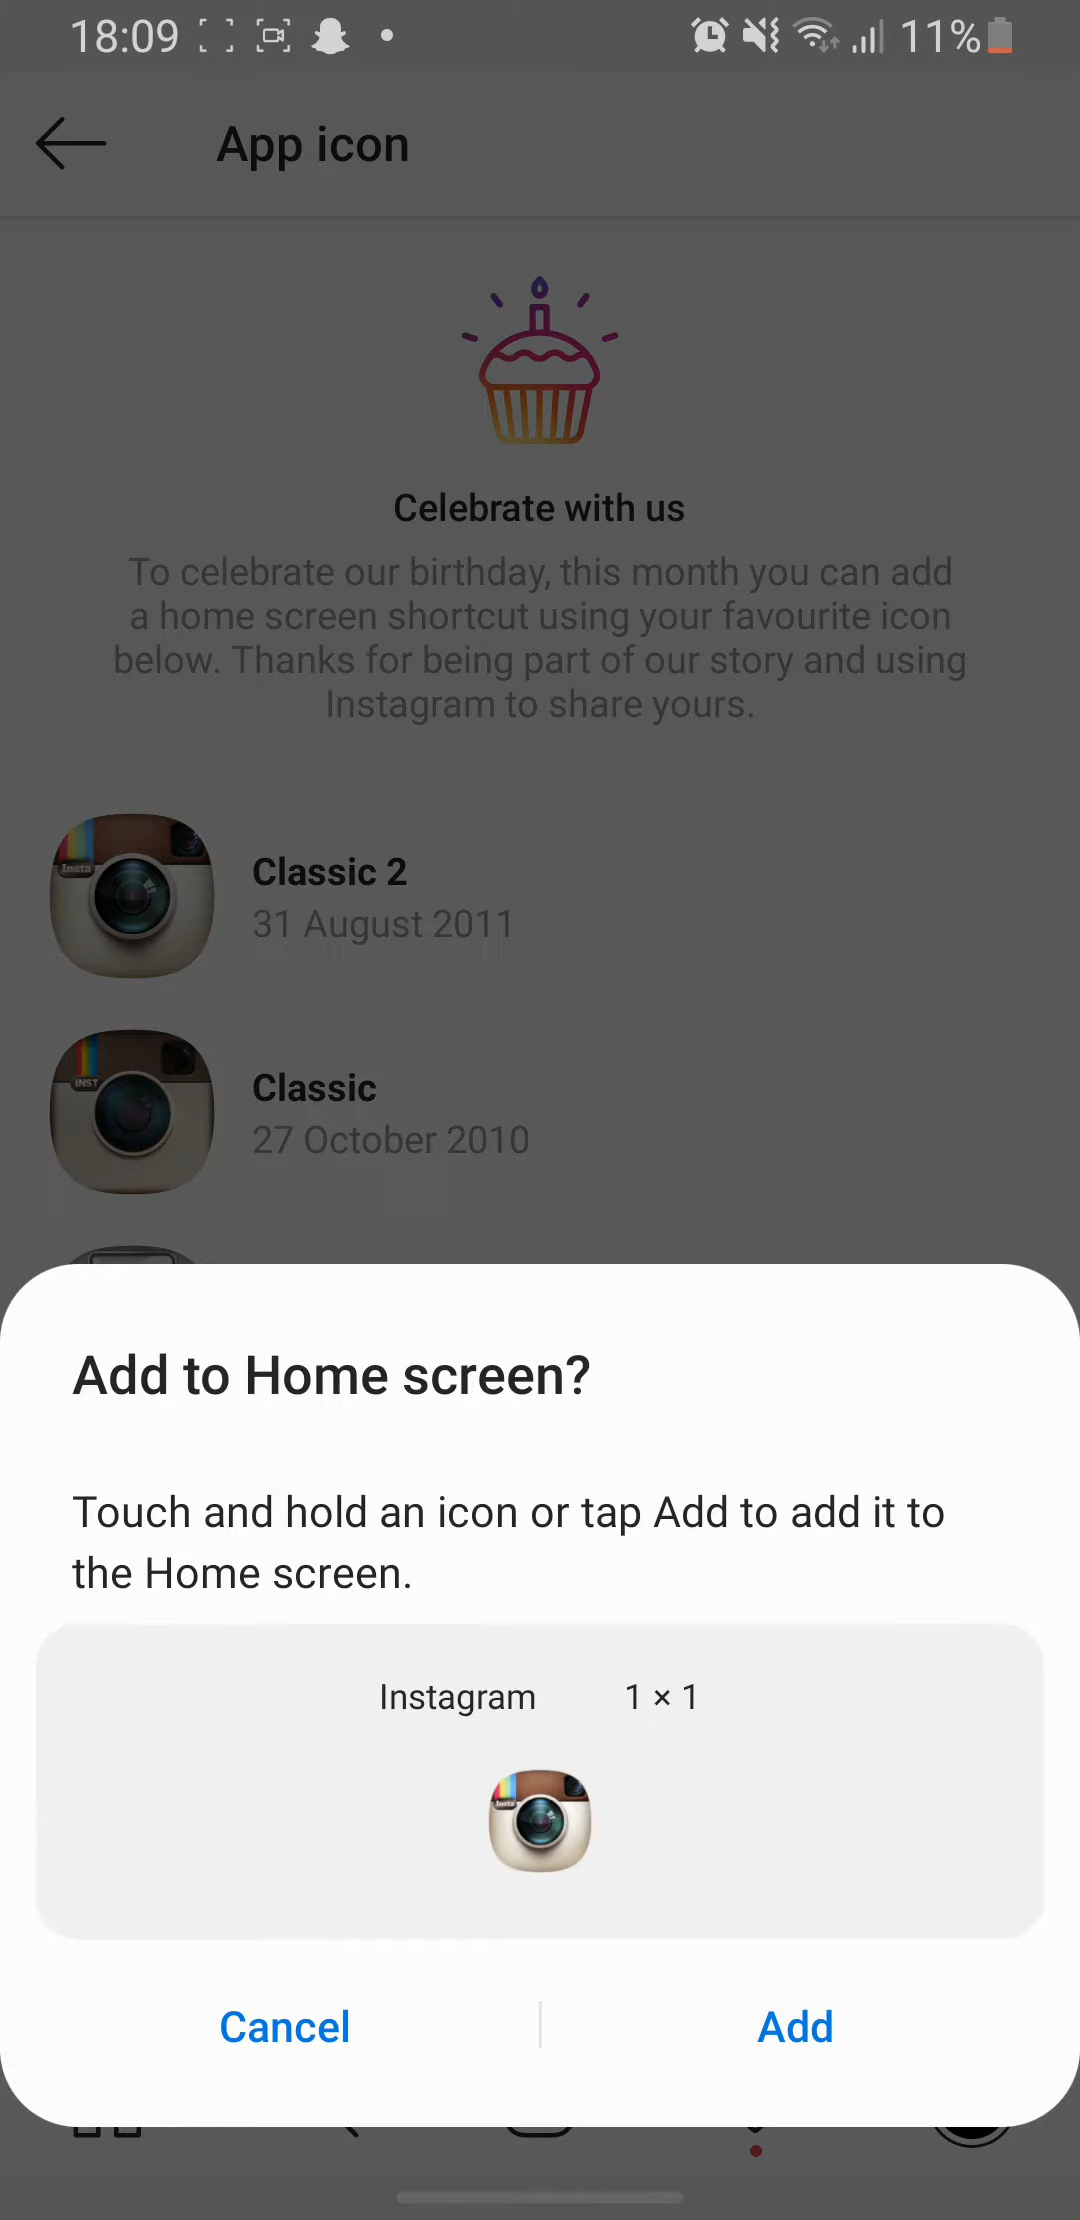 18:09
11%
App icon
Celebrate with us
To celebrate our birthday, this month you can add
a home screen shortcut using your favourite icon
below. Thanks for being part of our story and using
Instagram to share yours.
Insta
Classic 2
31 August 2011
INST
Classic
27 October 2010
Add to Home screen?
Touch and hold an icon or tap Add to add it to
the Home screen.
Instagram 1 × 1
Insta
Cancel
Add